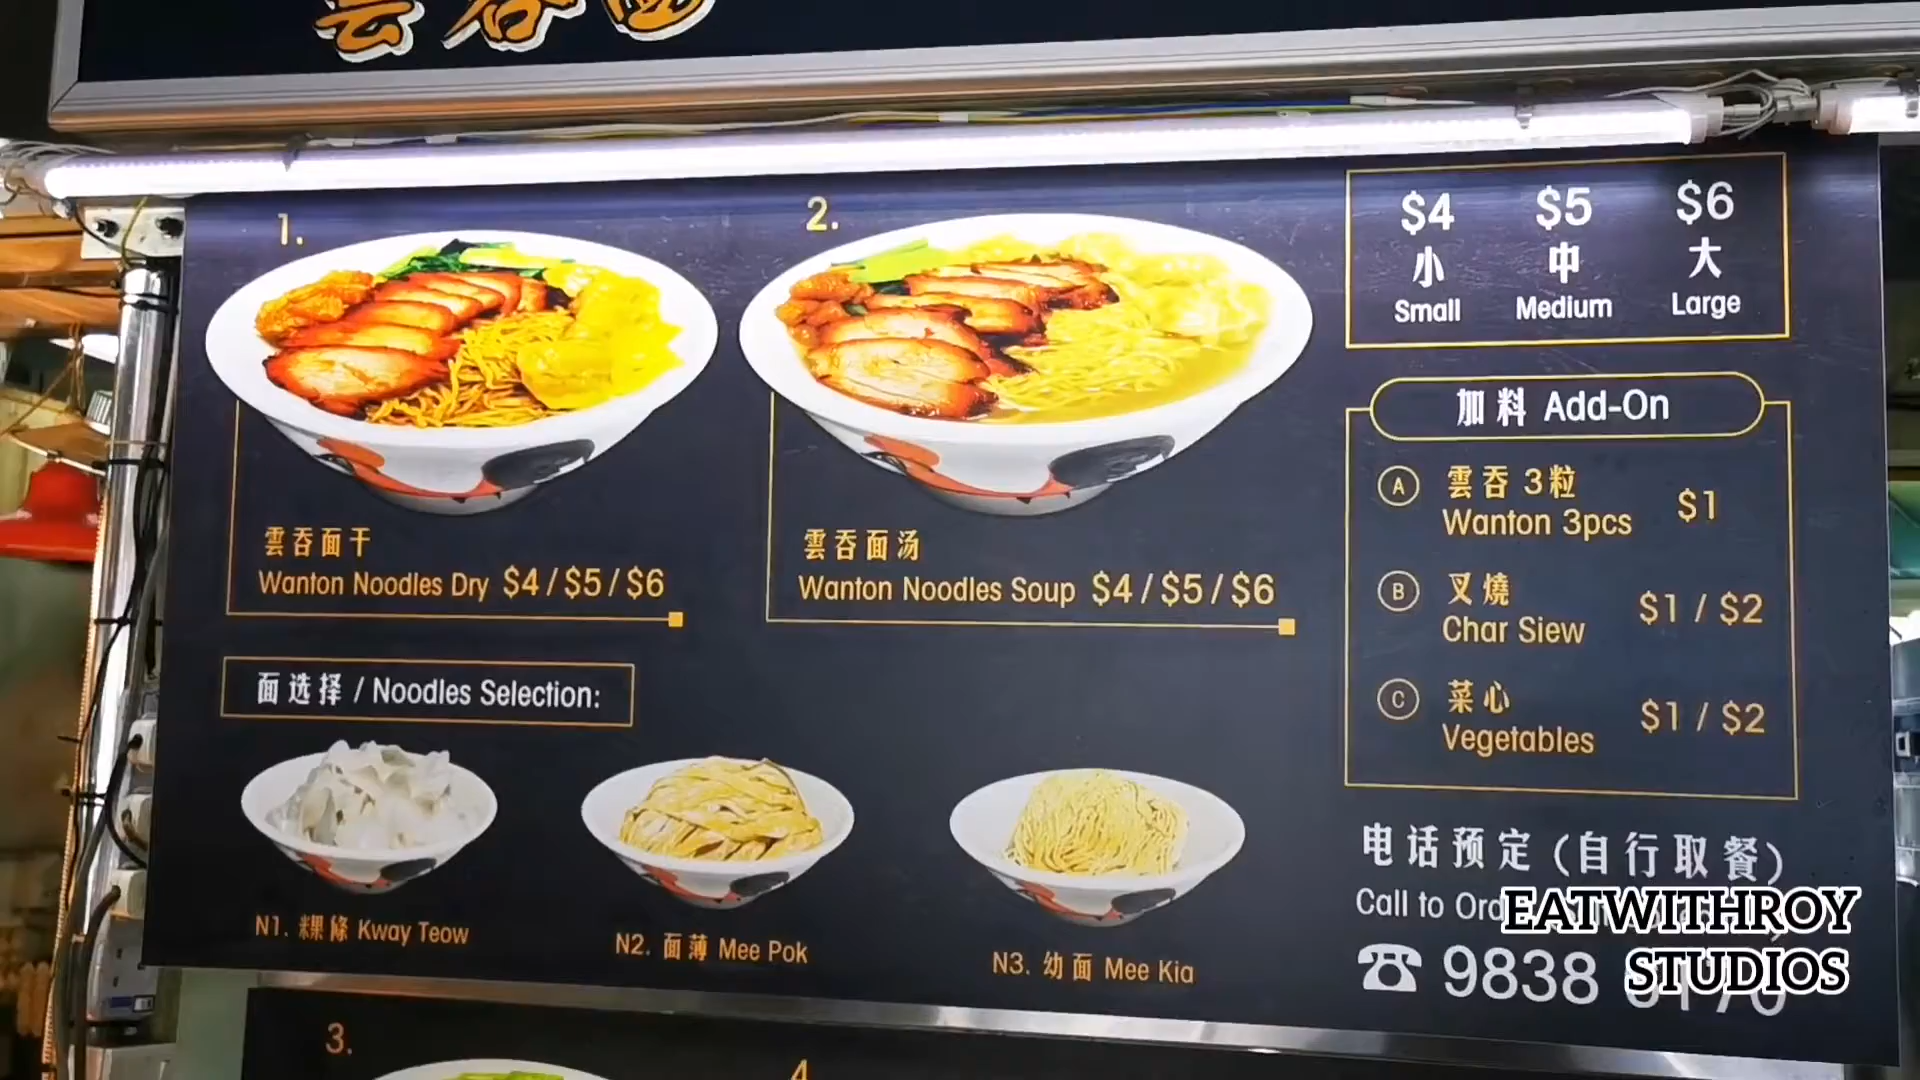 雲吞面
1.
2.
雲吞面干
Wanton Noodles Dry $4 / $5 / $6
雲吞面汤
Wanton Noodles Soup $4 / $5 / $6
$4 $5 $6
小 中 大
Small Medium Large
加料 Add-On
A 雲吞 3粒
Wanton 3pcs $1
B 叉燒
Char Siew $1 / $2
C 菜心
Vegetables $1 / $2
面选择 / Noodles Selection:
N1. 粿條 Kway Teow
N2. 面薄 Mee Pok
N3. 幼面 Mee Kia
电话预定 (自行取餐)
Call to
9838
EATWITHROY
STUDIOS
3.
4